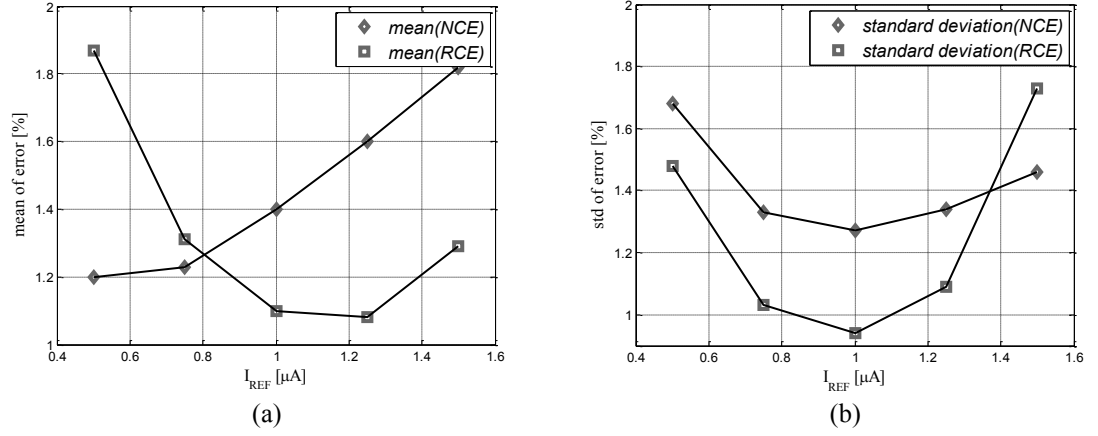 2
1.8
1.6
1.4
1.2
1
0.4 0.6 0.8 1 1.2 1.4 1.6
mean of error [%]
I_REF [µA]
mean(NCE)
mean(RCE)
(a)
2
1.8
1.6
1.4
1.2
1
0.4 0.6 0.8 1 1.2 1.4 1.6
std of error [%]
I_REF [µA]
standard deviation(NCE)
standard deviation(RCE)
(b)